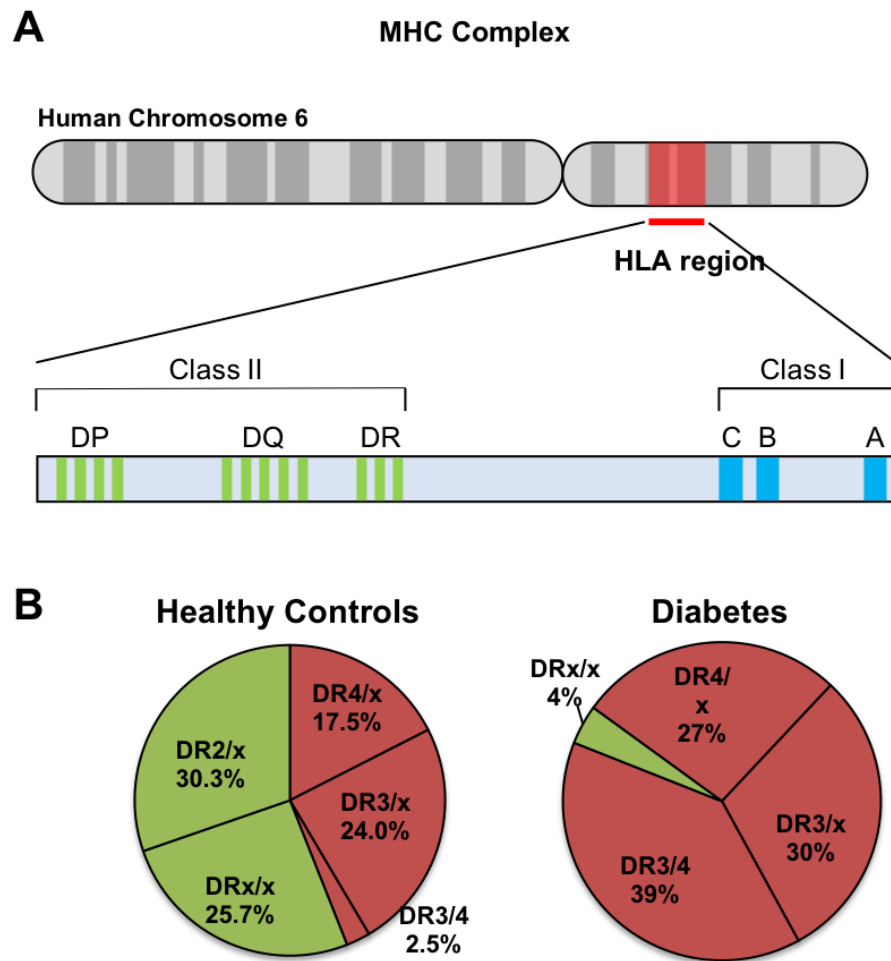 A
MHC Complex
Human Chromosome 6
HLA region
Class II
Class I
DP
DQ
DR
C
B
A
B
Healthy Controls
DR4/x
17.5%
DR3/x
24.0%
DR3/4
2.5%
DRx/x
25.7%
DR2/x
30.3%
Diabetes
DRx/x
4%
DR4/
x
27%
DR3/x
30%
DR3/4
39%